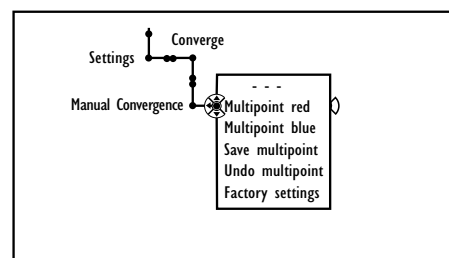 Converge
Settings
Manual Convergence
- - -
Multipoint red
Multipoint blue
Save multipoint
Undo multipoint
Factory settings